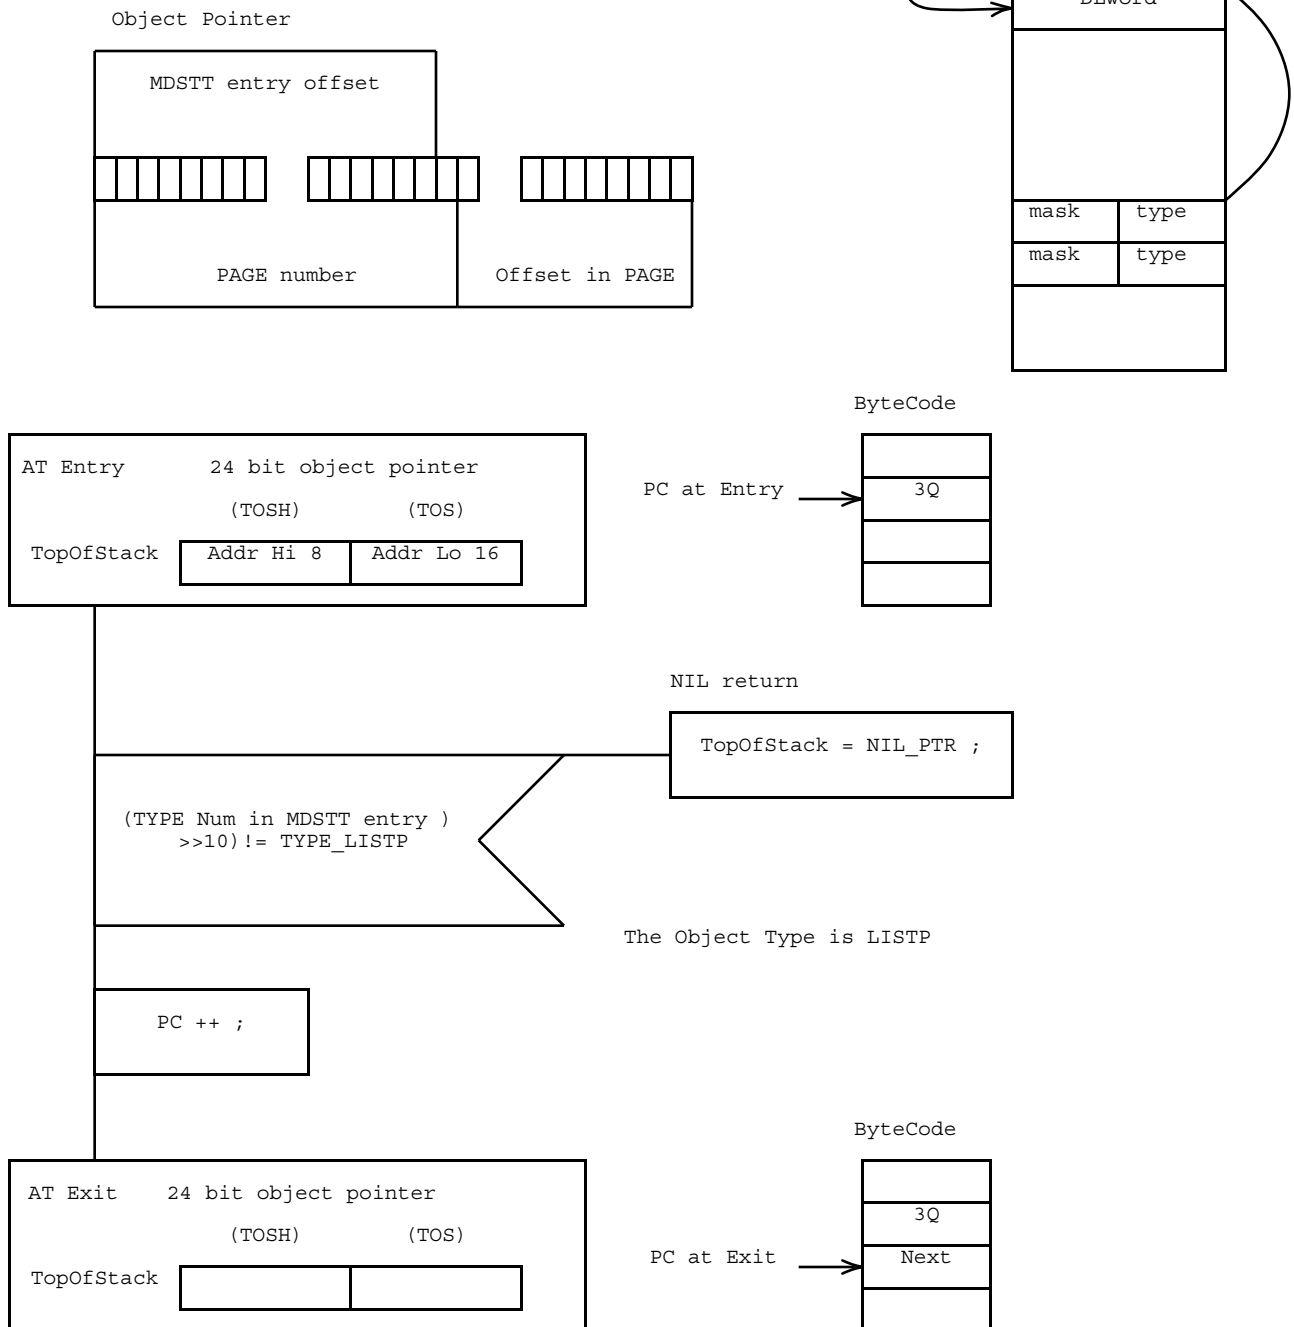 Object Pointer
DLword
MDSTT entry offset
mask type
mask type
PAGE number Offset in PAGE
ByteCode
AT Entry 24 bit object pointer
PC at Entry 3Q
(TOSH) (TOS)
TopOfStack Addr Hi 8 Addr Lo 16
NIL return
TopOfStack = NIL_PTR ;
(TYPE Num in MDSTT entry )
>>10)!= TYPE_LISTP
The Object Type is LISTP
PC ++ ;
ByteCode
AT Exit 24 bit object pointer
3Q
(TOSH) (TOS)
PC at Exit Next
TopOfStack